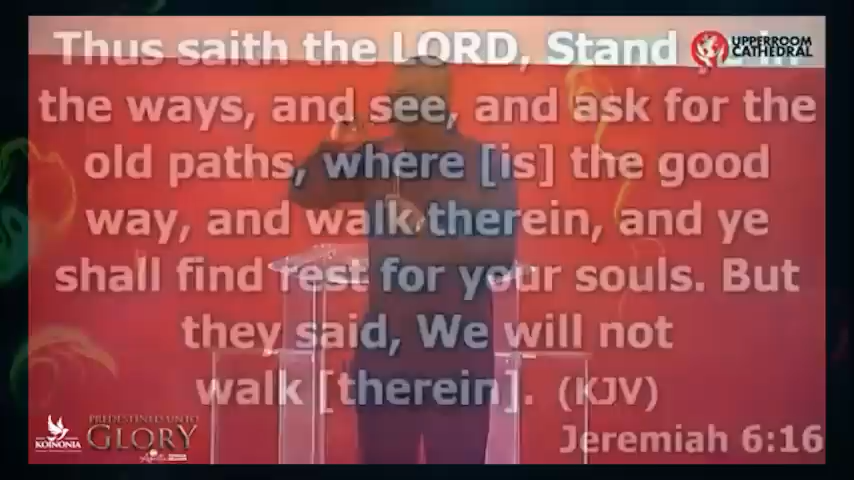 Thus saith the LORD, Stand in
the ways, and see, and ask for the
old paths, where [is] the good
way, and walk therein, and ye
shall find rest for your souls. But
they said, We will not
walk [therein]. (KJV)
Jeremiah 6:16
UPPERROOM
CATHEDRAL
KOINONIA
PREDESTINED UNTO
GLORY